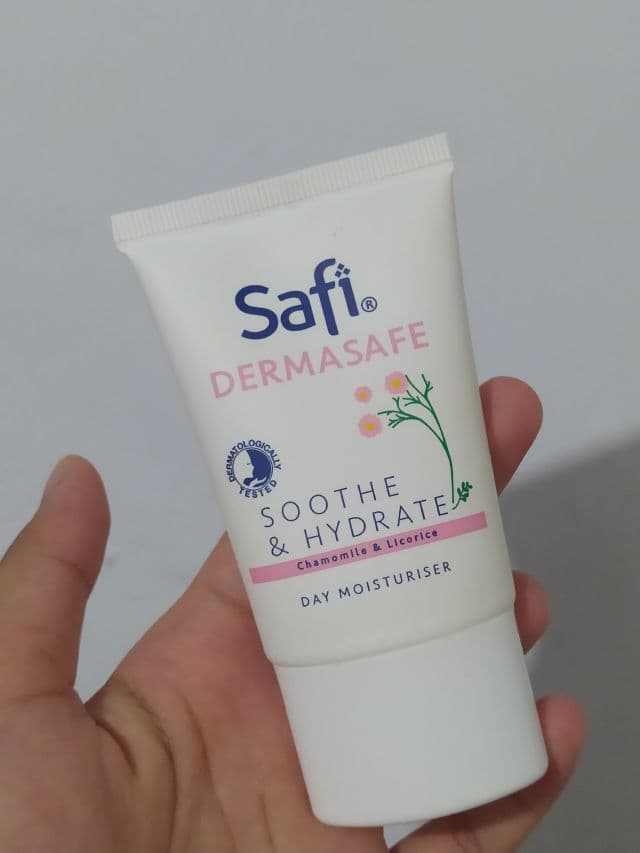 Safi®
DERMASAFE
DERMATOLOGICALLY
TESTED
SOOTHE
& HYDRATE
Chamomile & Licorice
DAY MOISTURISER